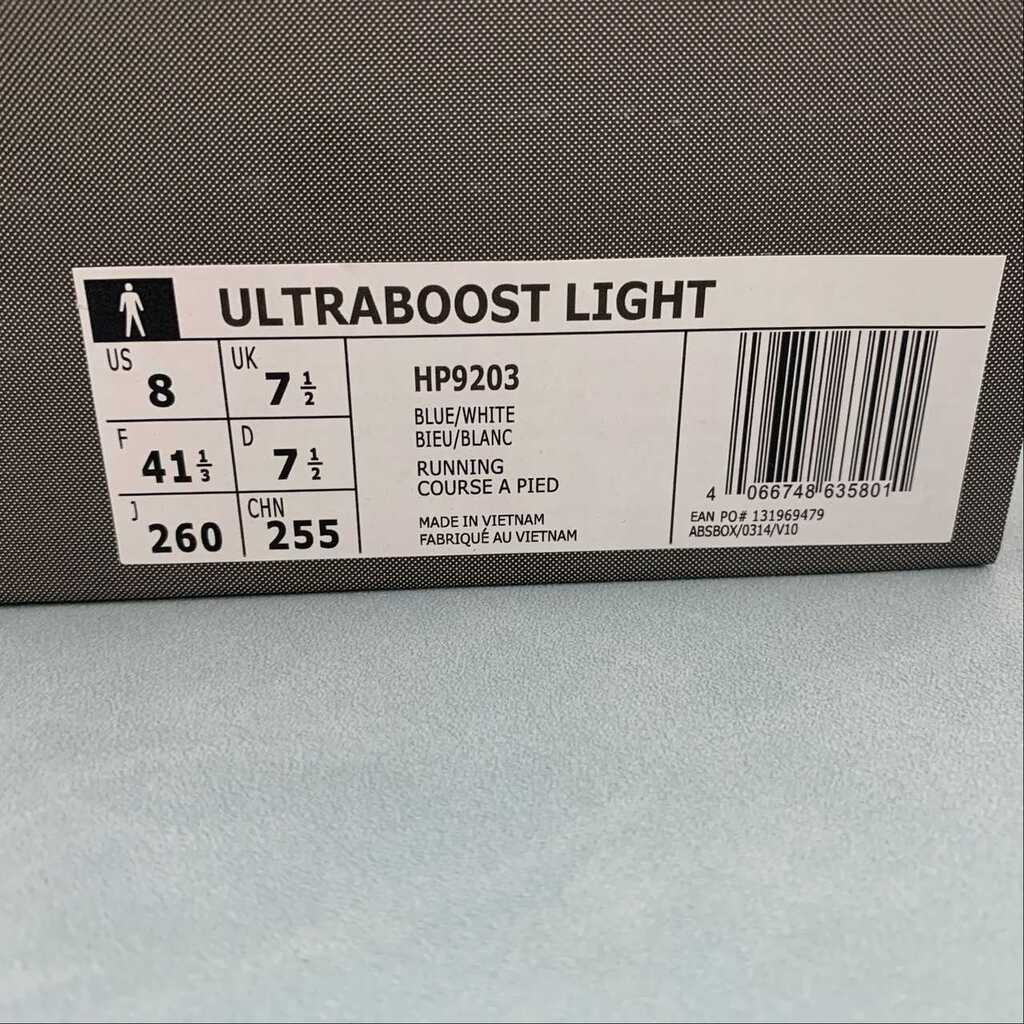 ULTRABOOST LIGHT
US
8
UK
7 1/2
F
41 1/3
D
7 1/2
J
260
CHN
255
HP9203
BLUE/WHITE
BIEU/BLANC
RUNNING
COURSE A PIED
MADE IN VIETNAM
FABRIQUÉ AU VIETNAM
4 066748 635801
EAN PO# 131969479
ABSBOX/0314/V10